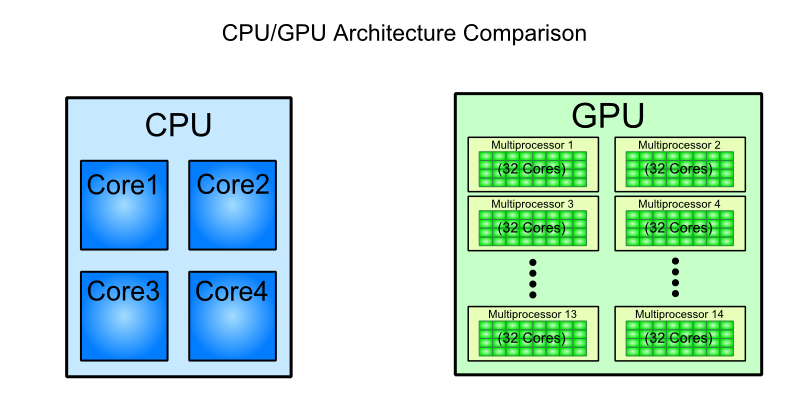 CPU/GPU Architecture Comparison
CPU
Core1
Core2
Core3
Core4
GPU
Multiprocessor 1
(32 Cores)
Multiprocessor 2
(32 Cores)
Multiprocessor 3
(32 Cores)
Multiprocessor 4
(32 Cores)
Multiprocessor 13
(32 Cores)
Multiprocessor 14
(32 Cores)